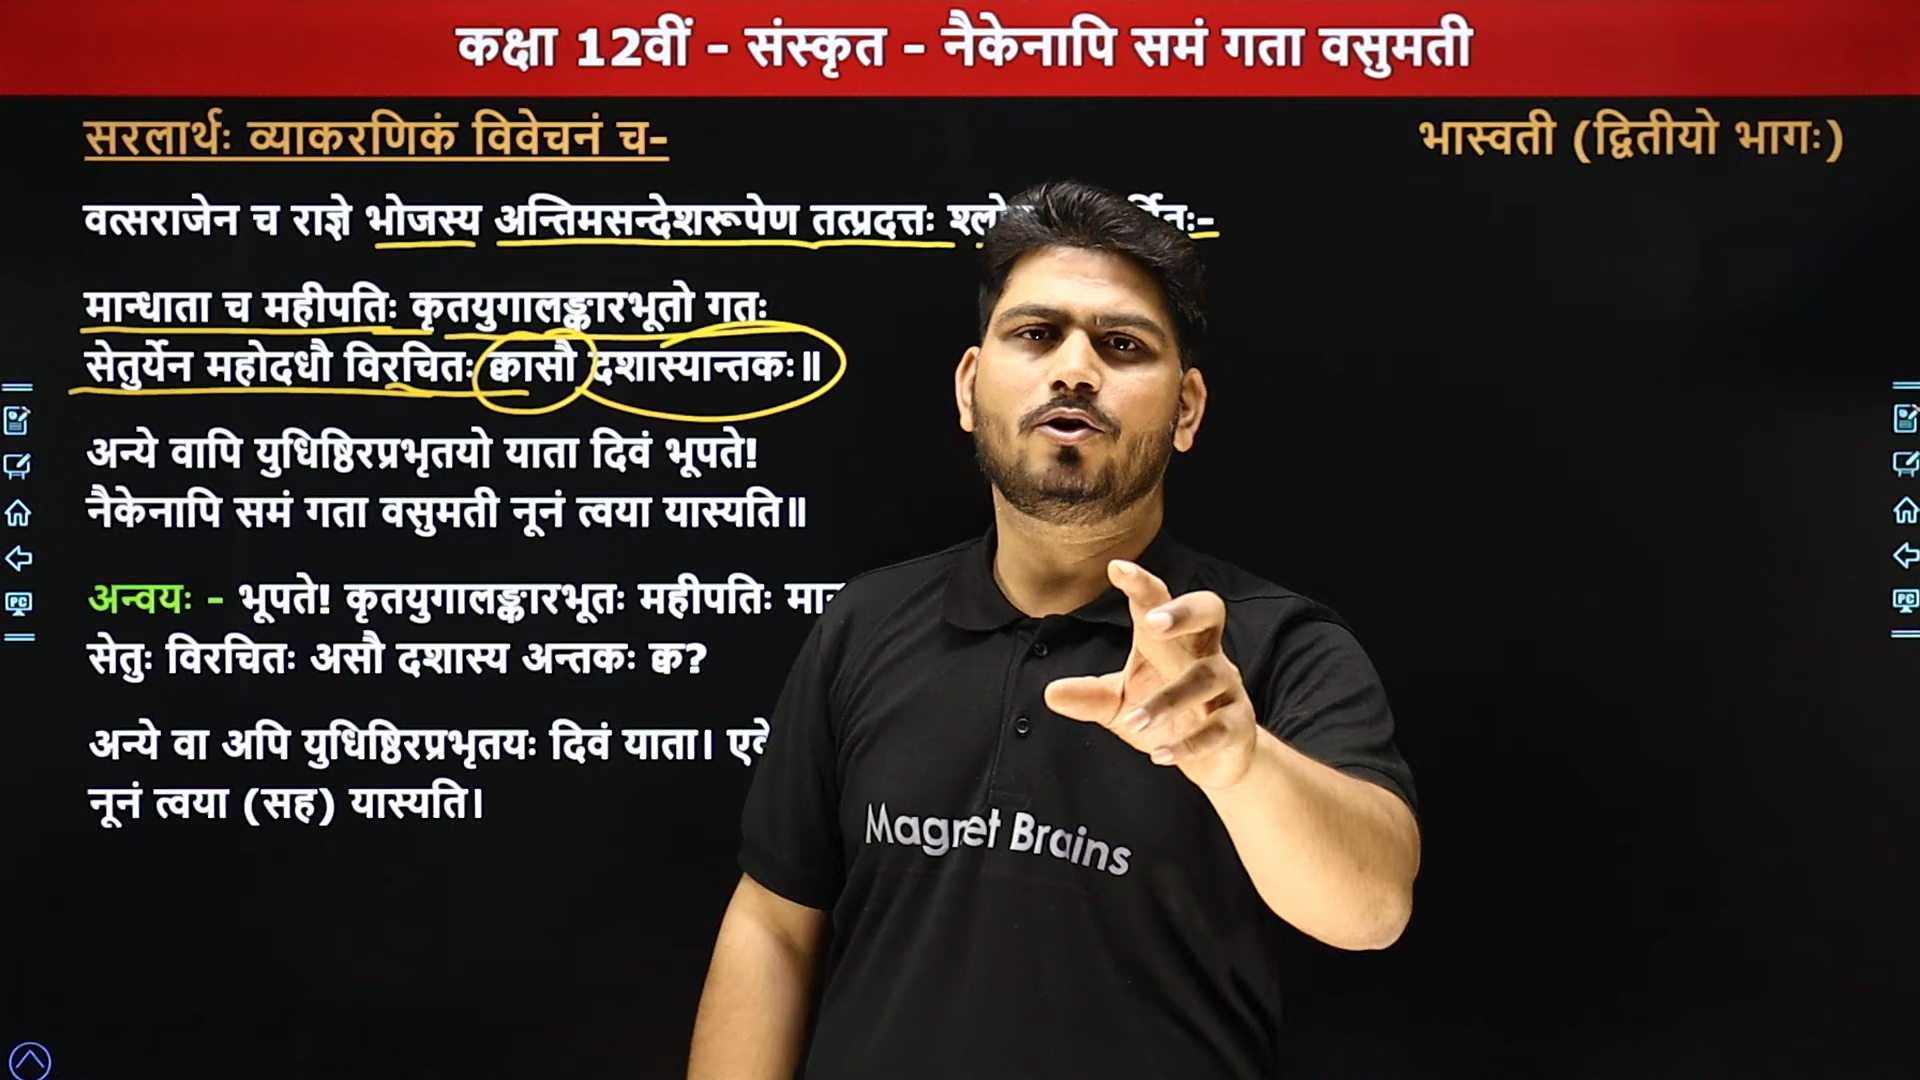 कक्षा 12वीं - संस्कृत - नैकेनापि समं गता वसुमती
सरलार्थः व्याकरणिकं विवेचनं च-
भास्वती (द्वितीयो भागः)
वत्सराजेन च राज्ञे भोजस्य अन्तिमसन्देशरूपेण तत्प्रदत्तः
मान्धाता च महीपतिः कृतयुगालङ्कारभूतो गतः
सेतुर्येन महोदधौ विरचितः क्वासौ दशास्यान्तकः॥
अन्ये वापि युधिष्ठिरप्रभृतयो याता दिवं भूपते!
नैकेनापि समं गता वसुमती नूनं त्वया यास्यति॥
अन्वयः - भूपते! कृतयुगालङ्कारभूतः महीपतिः
सेतुः विरचितः असौ दशास्य अन्तकः क्व?
अन्ये वा अपि युधिष्ठिरप्रभृतयः दिवं याता।
नूनं त्वया (सह) यास्यति।
PC
PC
Magnet Brains